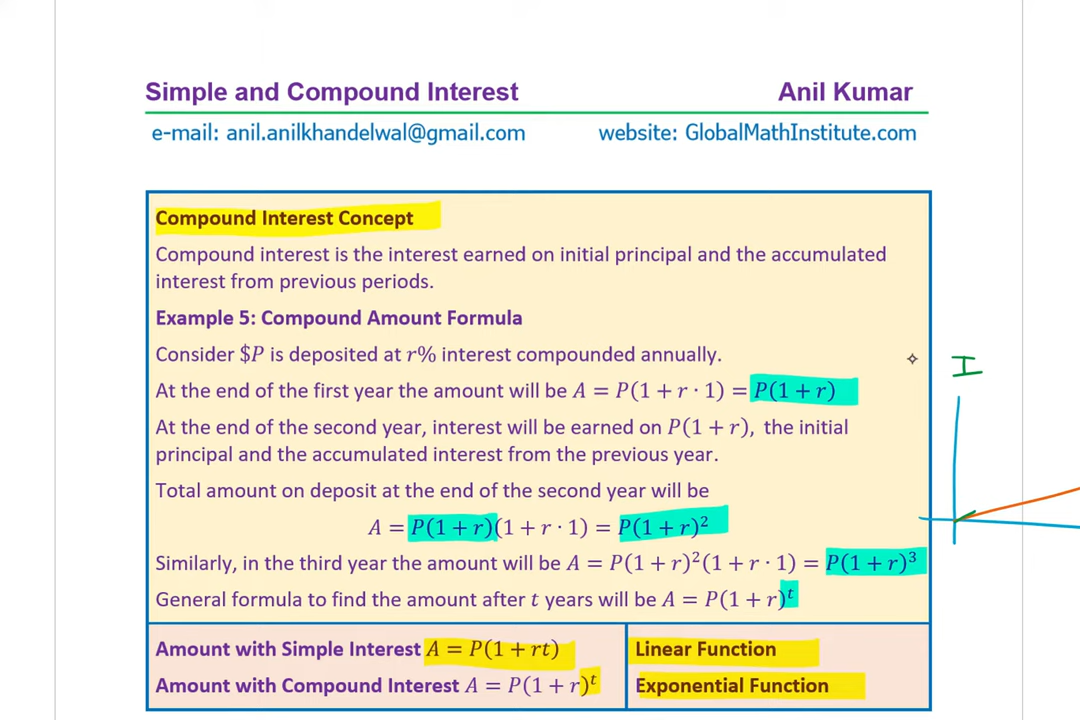 Simple and Compound Interest Anil Kumar
e-mail: anil.anilkhandelwal@gmail.com website: GlobalMathInstitute.com
Compound Interest Concept
Compound interest is the interest earned on initial principal and the accumulated
interest from previous periods.
Example 5: Compound Amount Formula
Consider $P is deposited at r% interest compounded annually.
At the end of the first year the amount will be A = P(1 + r · 1) = P(1 + r)
At the end of the second year, interest will be earned on P(1 + r), the initial
principal and the accumulated interest from the previous year.
Total amount on deposit at the end of the second year will be
A = P(1 + r)(1 + r · 1) = P(1 + r)²
Similarly, in the third year the amount will be A = P(1 + r)²(1 + r · 1) = P(1 + r)³
General formula to find the amount after t years will be A = P(1 + r)ᵗ
Amount with Simple Interest A = P(1 + rt) Linear Function
Amount with Compound Interest A = P(1 + r)ᵗ Exponential Function
I